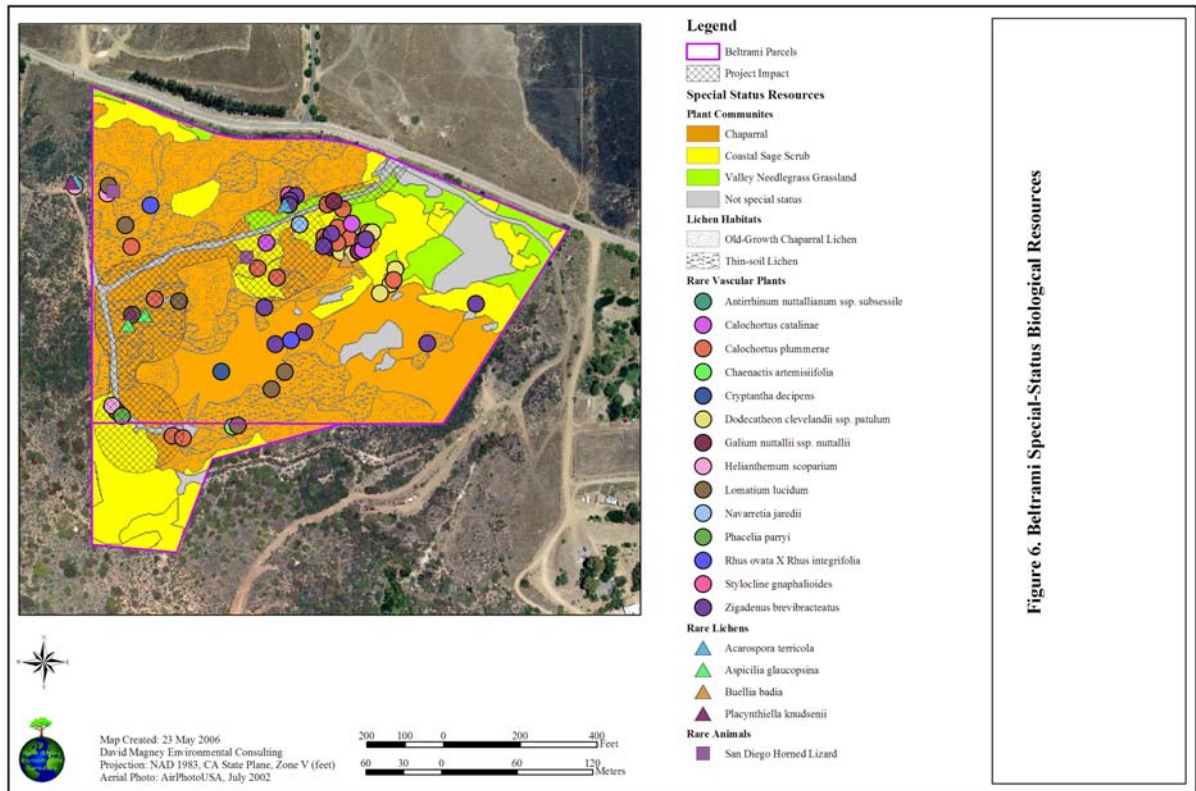 Legend
Beltrami Parcels
Project Impact
Special Status Resources
Plant Communites
Chaparral
Coastal Sage Scrub
Valley Needlegrass Grassland
Not special status
Lichen Habitats
Old-Growth Chaparral Lichen
Thin-soil Lichen
Rare Vascular Plants
Antirrhinum nuttallianum ssp. subsessile
Calochortus catalinae
Calochortus plummerae
Chaenactis artemisiifolia
Cryptantha decipens
Dodecatheon clevelandii ssp. patulum
Galium nuttallii ssp. nuttallii
Helianthemum scoparium
Lomatium lucidum
Navarretia jaredii
Phacelia parryi
Rhus ovata X Rhus integrifolia
Stylocline gnaphalioides
Zigadenus brevibracteatus
Rare Lichens
Acarospora terricola
Aspicilia glaucopsina
Buellia badia
Placynthiella knudsenii
Rare Animals
San Diego Horned Lizard
Figure 6. Beltrami Special-Status Biological Resources
N
W E
S
Map Created: 23 May 2006
David Magney Environmental Consulting
Projection: NAD 1983, CA State Plane, Zone V (feet)
Aerial Photo: AirPhotoUSA, July 2002
200 100 0 200 400
Feet
60 30 0 60 120
Meters